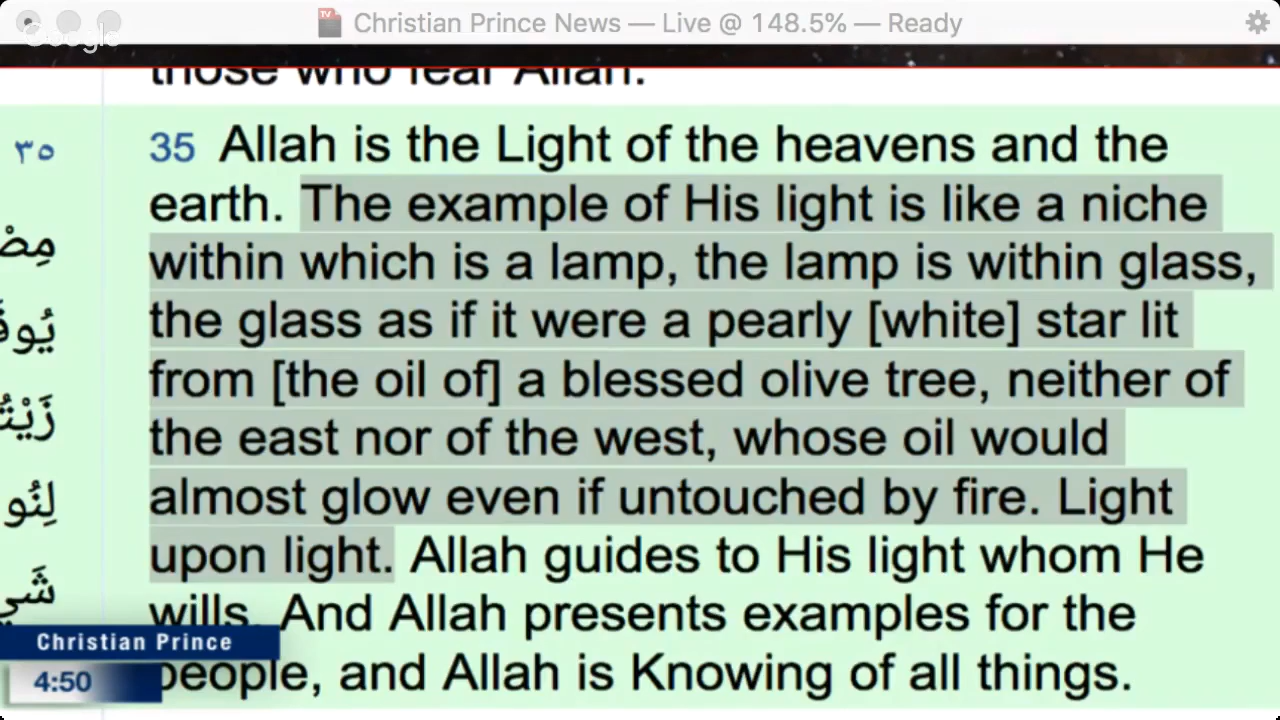 Google
TV
Christian Prince News — Live @ 148.5% — Ready
those who fear Allah.
35 Allah is the Light of the heavens and the
earth. The example of His light is like a niche
within which is a lamp, the lamp is within glass,
the glass as if it were a pearly [white] star lit
from [the oil of] a blessed olive tree, neither of
the east nor of the west, whose oil would
almost glow even if untouched by fire. Light
upon light. Allah guides to His light whom He
wills. And Allah presents examples for the
people, and Allah is Knowing of all things.
٣٥
Christian Prince
4:50